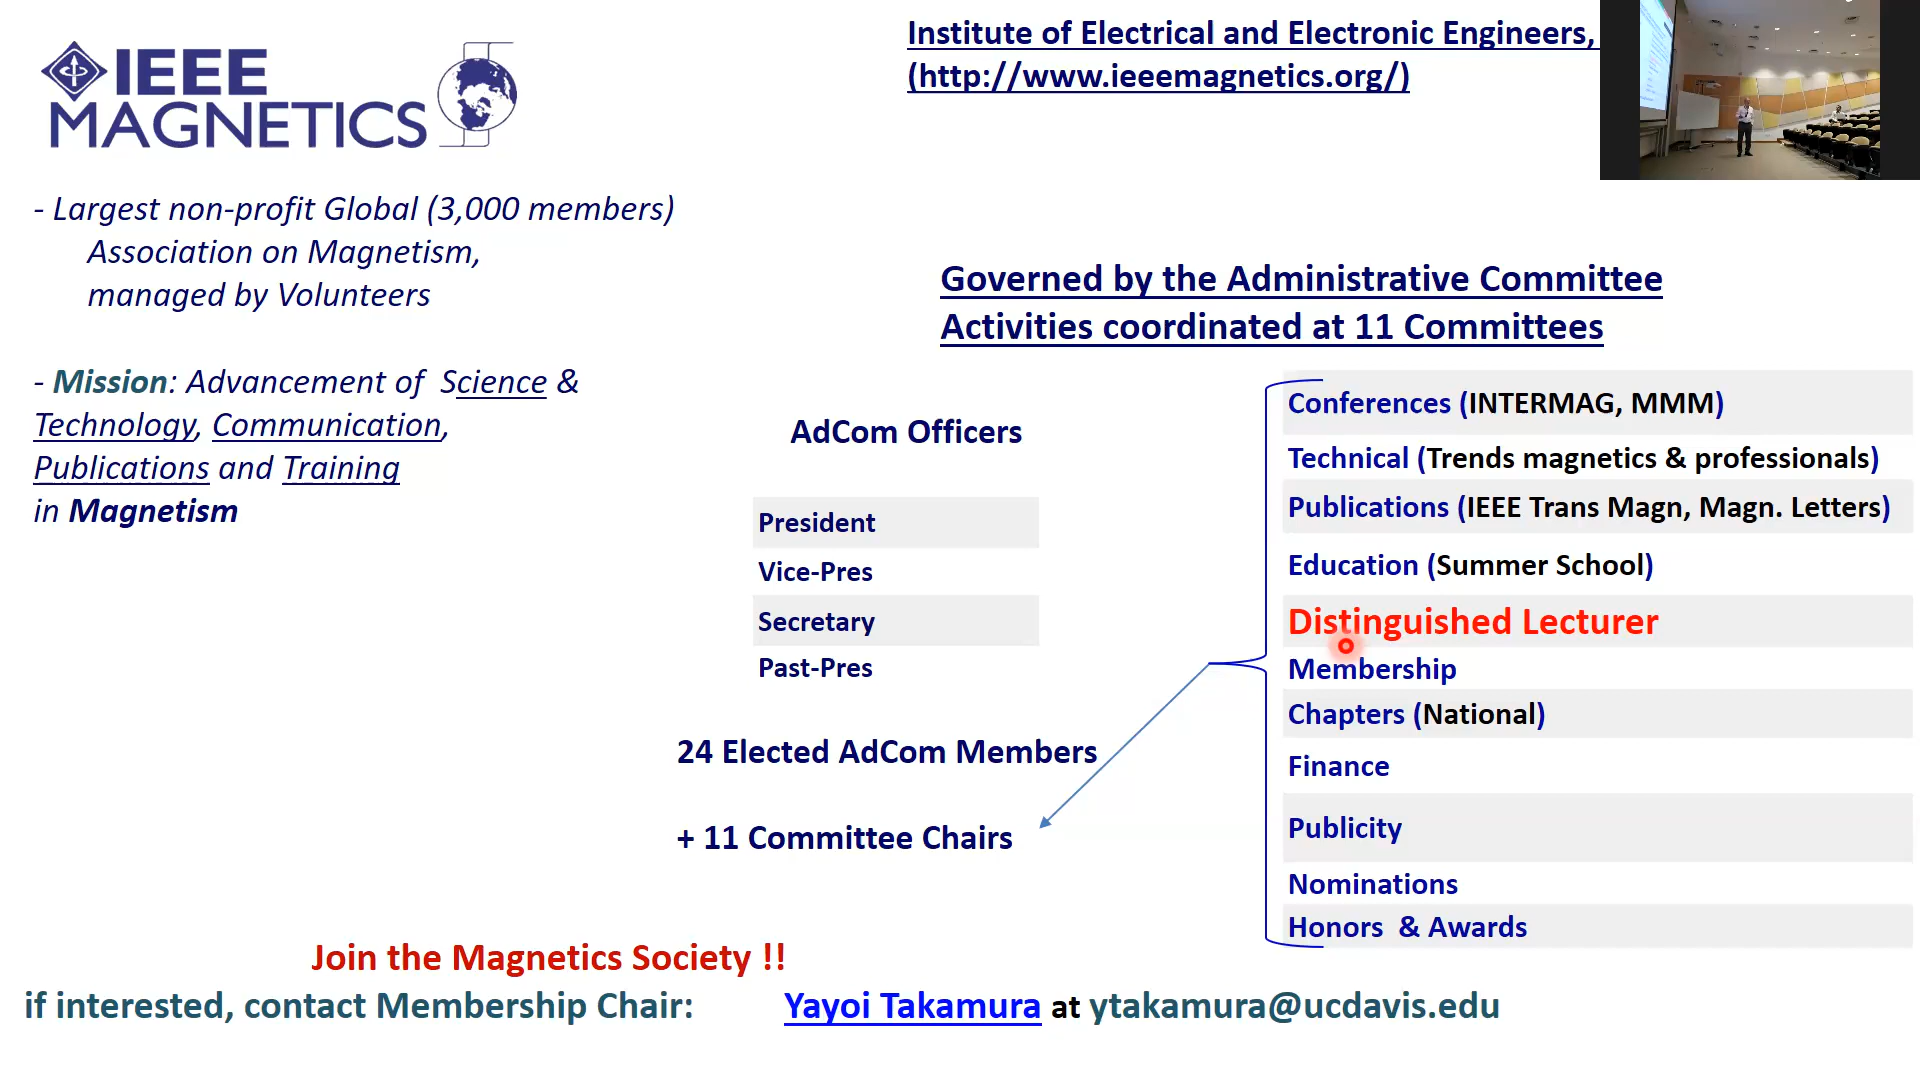 IEEE
MAGNETICS
Institute of Electrical and Electronic Engineers,
(http://www.ieeemagnetics.org/)
- Largest non-profit Global (3,000 members)
Association on Magnetism,
managed by Volunteers
- Mission: Advancement of Science &
Technology, Communication,
Publications and Training
in Magnetism
Governed by the Administrative Committee
Activities coordinated at 11 Committees
AdCom Officers
President
Vice-Pres
Secretary
Past-Pres
24 Elected AdCom Members
+ 11 Committee Chairs
Conferences (INTERMAG, MMM)
Technical (Trends magnetics & professionals)
Publications (IEEE Trans Magn, Magn. Letters)
Education (Summer School)
Distinguished Lecturer
Membership
Chapters (National)
Finance
Publicity
Nominations
Honors & Awards
Join the Magnetics Society !!
if interested, contact Membership Chair: Yayoi Takamura at ytakamura@ucdavis.edu